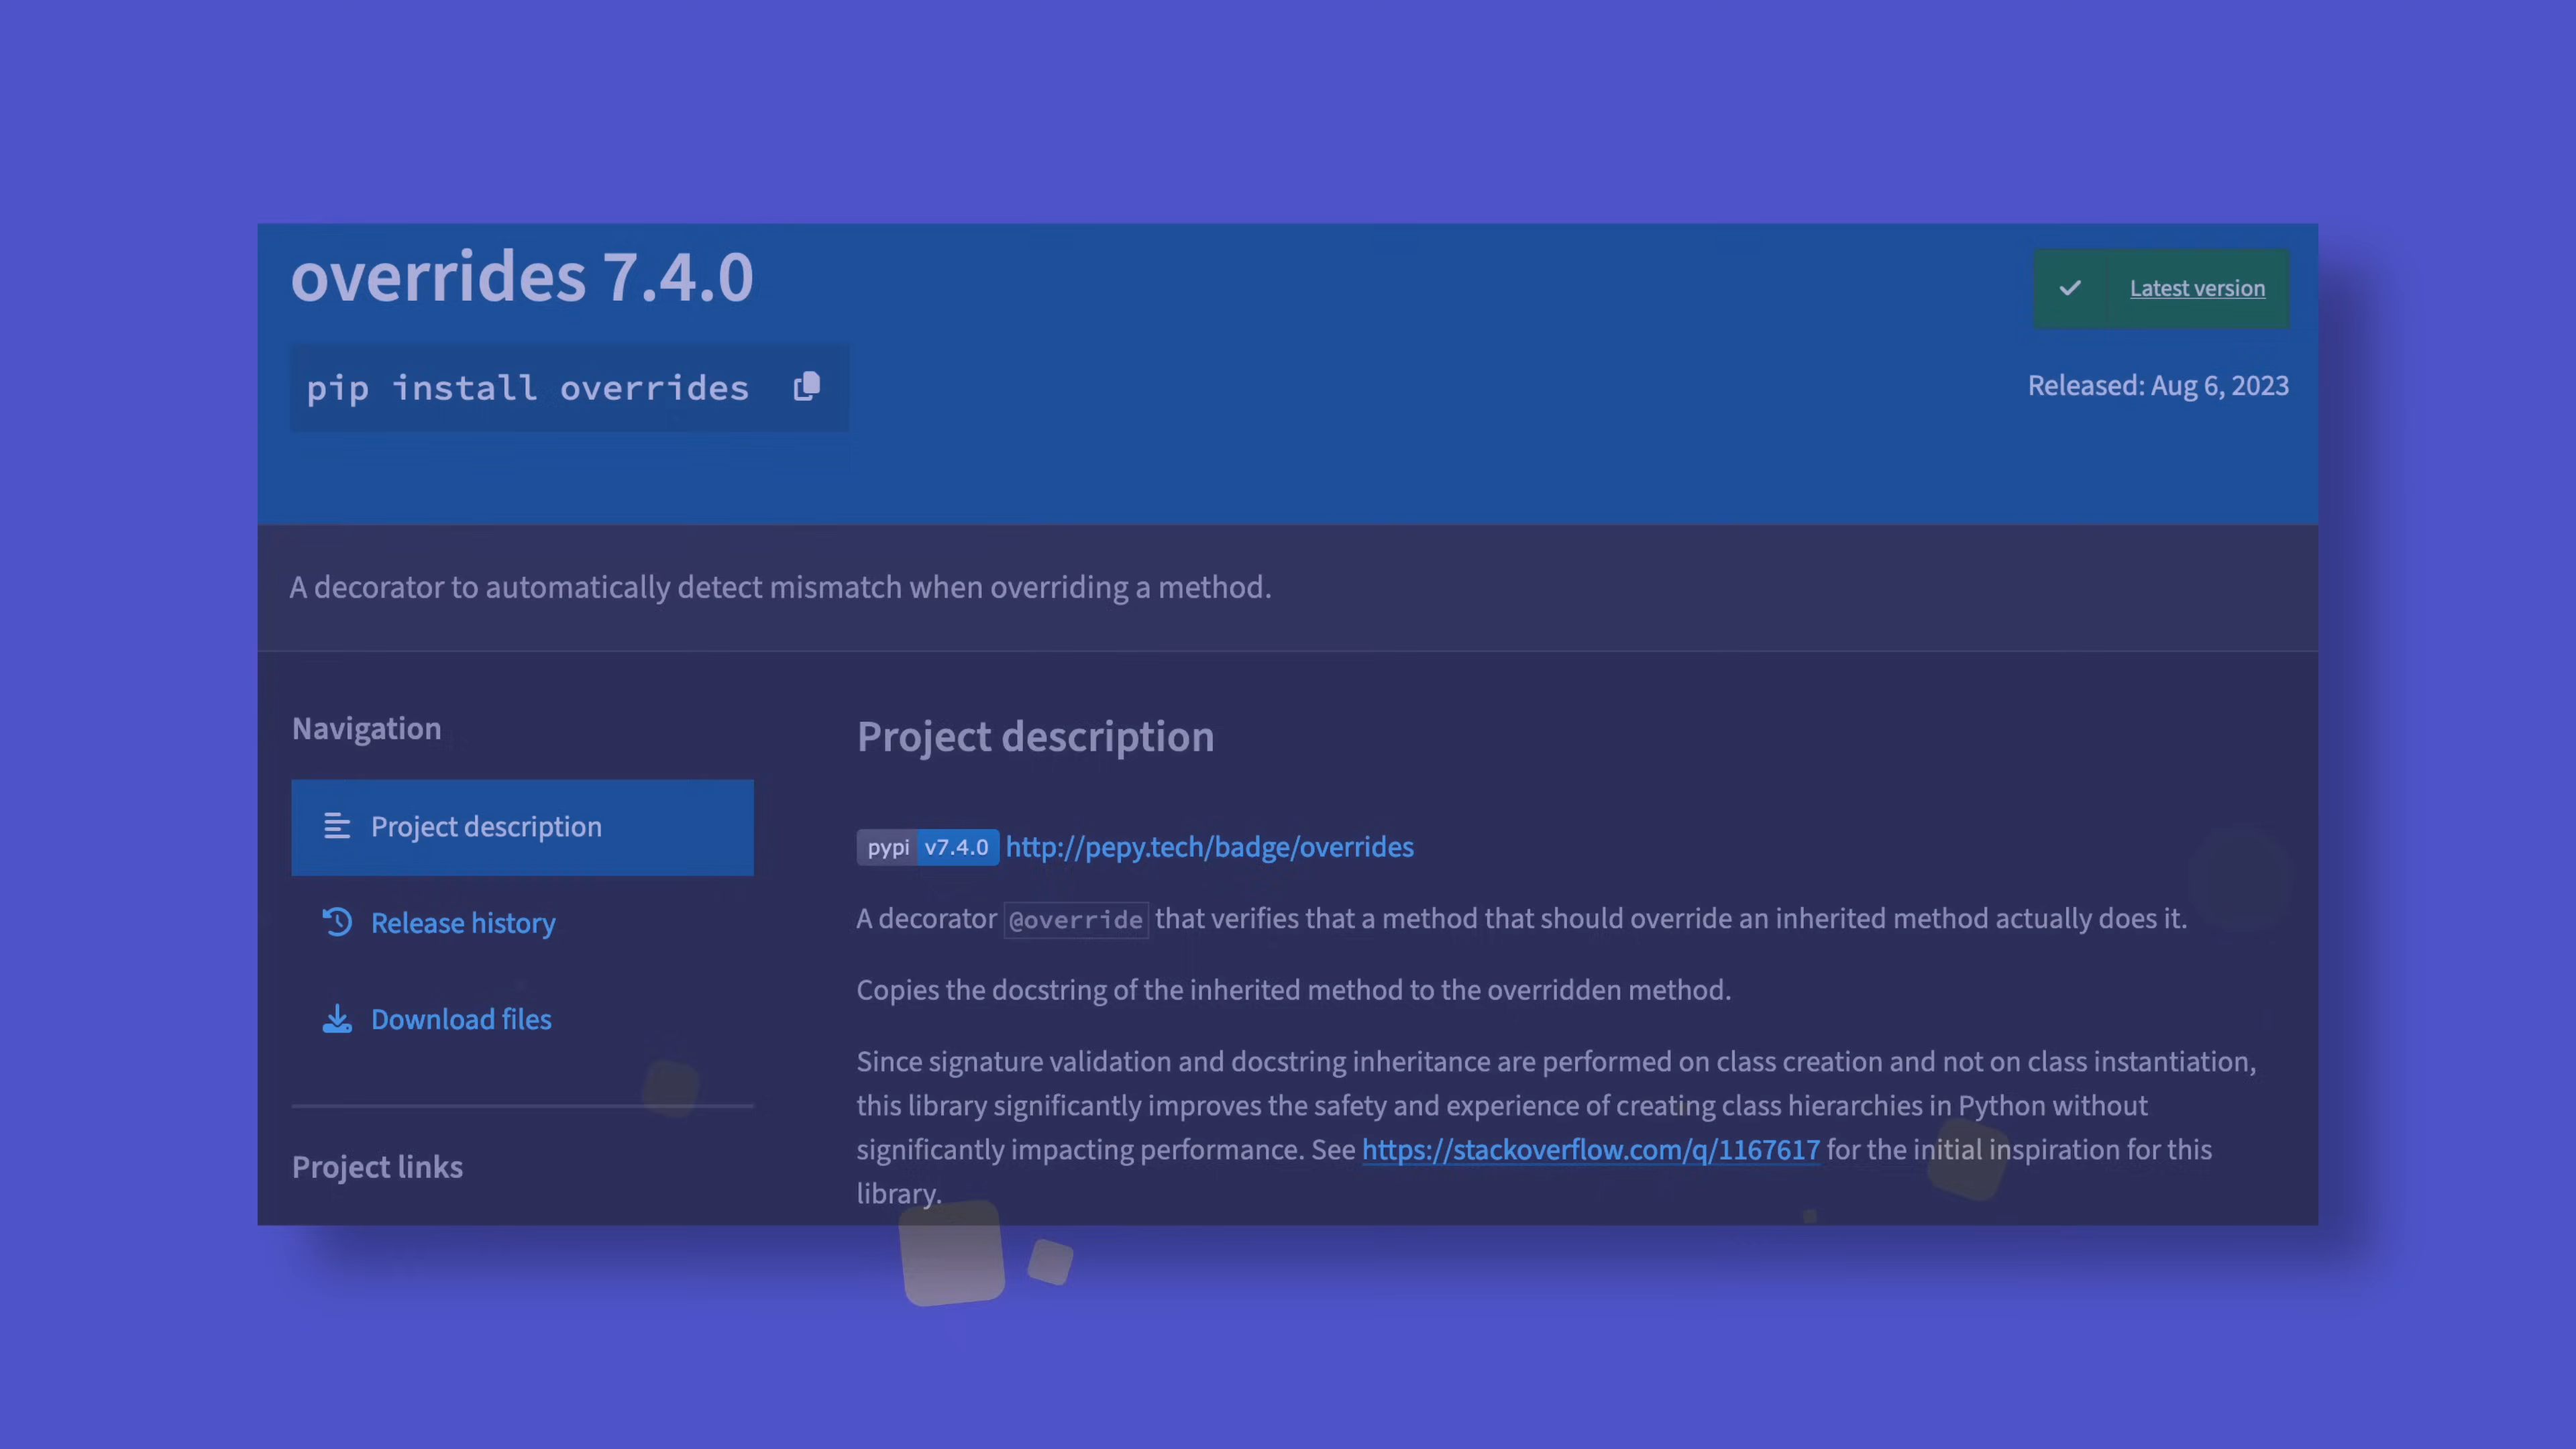 overrides 7.4.0
Latest version
pip install overrides
Released: Aug 6, 2023
A decorator to automatically detect mismatch when overriding a method.
Navigation
Project description
Release history
Download files
Project links
Project description
pypi v7.4.0 http://pepy.tech/badge/overrides
A decorator @override that verifies that a method that should override an inherited method actually does it.
Copies the docstring of the inherited method to the overridden method.
Since signature validation and docstring inheritance are performed on class creation and not on class instantiation,
this library significantly improves the safety and experience of creating class hierarchies in Python without
significantly impacting performance. See https://stackoverflow.com/q/1167617 for the initial inspiration for this
library.